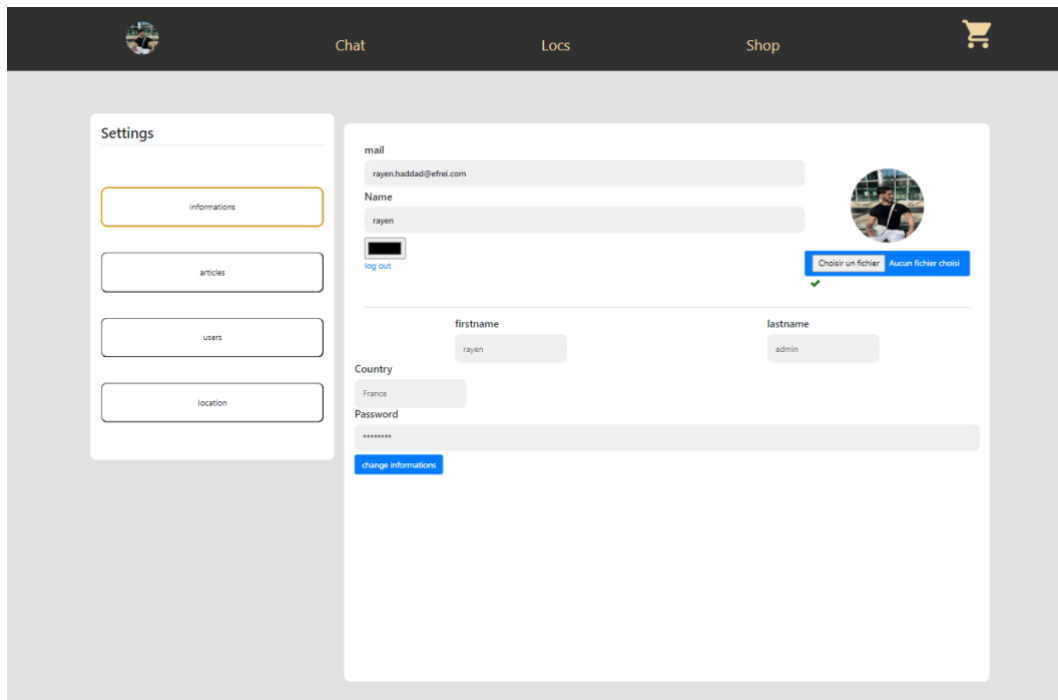 Chat Locs Shop
Settings
informations
articles
users
location
mail
rayen.haddad@efrei.com
Name
rayen
log out
Choisir un fichier Aucun fichier choisi
firstname lastname
rayen admin
Country
France
Password
********
change informations